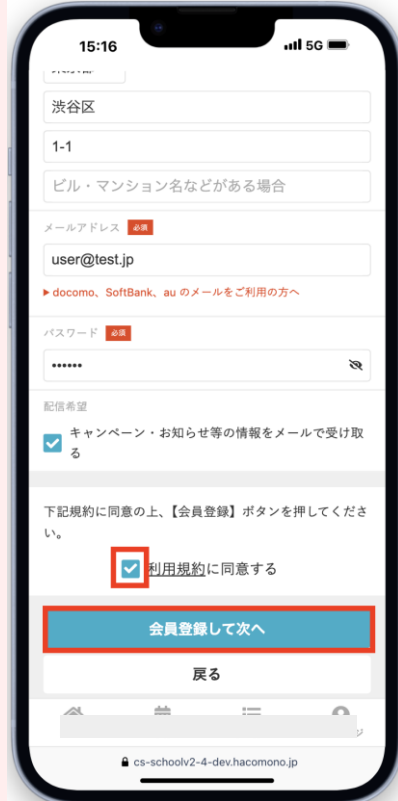 15:16
5G
渋谷区
1-1
ビル・マンション名などがある場合
メールアドレス 必須
user@test.jp
▶docomo、SoftBank、au のメールをご利用の方へ
パスワード 必須
••••••
配信希望
キャンペーン・お知らせ等の情報をメールで受け取
る
下記規約に同意の上、【会員登録】ボタンを押してくださ
い。
利用規約に同意する
会員登録して次へ
戻る
cs-schoolv2-4-dev.hacomono.jp